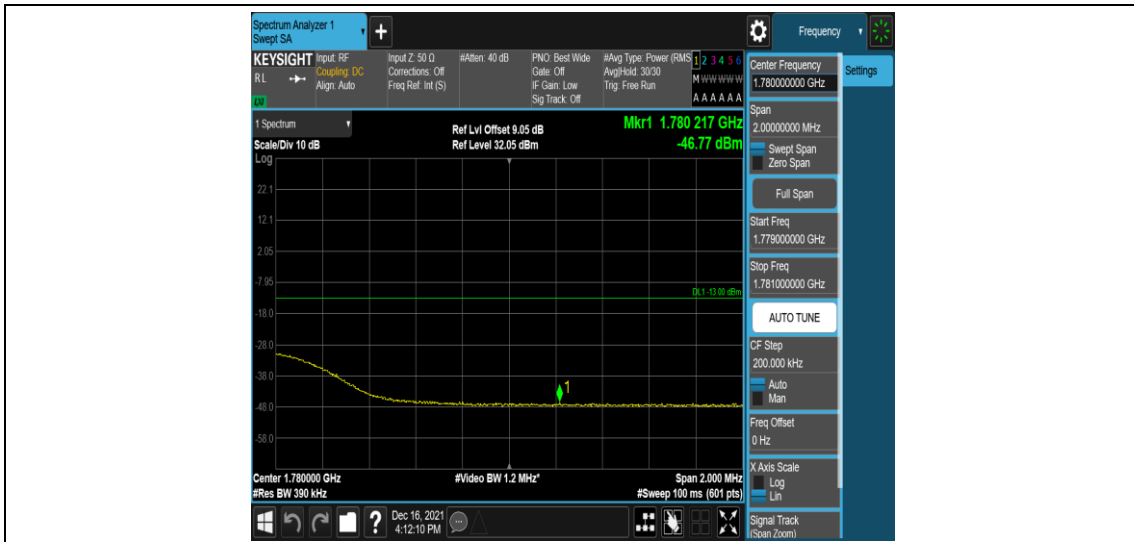 Spectrum Analyzer 1
Swept SA
+
Frequency
KEYSIGHT
RL
LXI
Input: RF
Coupling: DC
Align: Auto
Input Z: 50 Ω
Corrections: Off
Freq Ref: Int (S)
#Atten: 40 dB
PNO: Best Wide
Gate: Off
IF Gain: Low
Sig Track: Off
#Avg Type: Power (RMS
Avg|Hold: 30/30
Trig: Free Run
1 2 3 4 5 6
M W W W W W
A A A A A A
1 Spectrum
Scale/Div 10 dB
Ref Lvl Offset 9.05 dB
Ref Level 32.05 dBm
Mkr1 1.780 217 GHz
-46.77 dBm
Log
22.1
12.1
2.05
-7.95
DL1 -13.00 dBm
-18.0
-28.0
-38.0
1
-48.0
-58.0
Center 1.780000 GHz
#Video BW 1.2 MHz*
Span 2.000 MHz
#Res BW 390 kHz
#Sweep 100 ms (601 pts)
?
Dec 16, 2021
4:12:10 PM
Center Frequency
1.780000000 GHz
Settings
Span
2.00000000 MHz
Swept Span
Zero Span
Full Span
Start Freq
1.779000000 GHz
Stop Freq
1.781000000 GHz
AUTO TUNE
CF Step
200.000 kHz
Auto
Man
Freq Offset
0 Hz
X Axis Scale
Log
Lin
Signal Track
(Span Zoom)